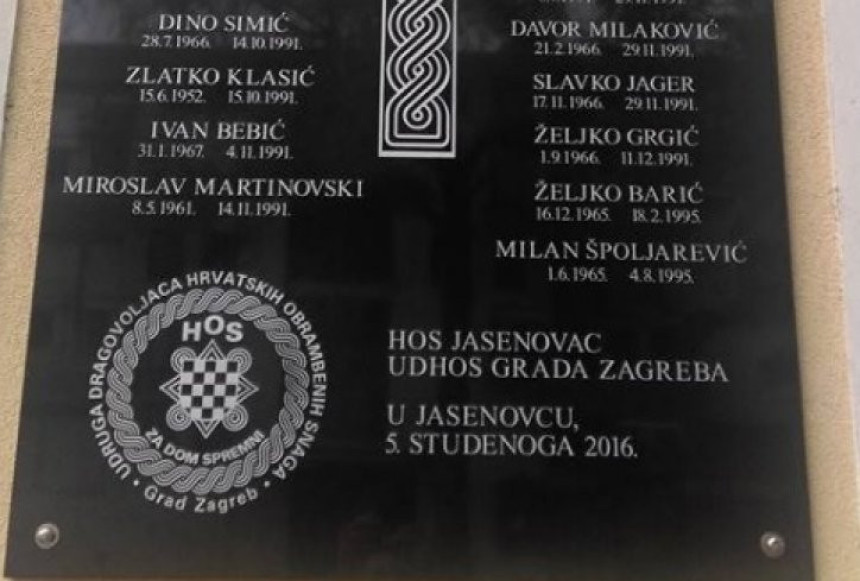 DINO SIMIĆ
28.7.1966. 14.10.1991.
ZLATKO KLASIĆ
15.6.1952. 15.10.1991.
IVAN BEBIĆ
31.1.1967. 4.11.1991.
MIROSLAV MARTINOVSKI
8.5.1961. 14.11.1991.
DAVOR MILAKOVIĆ
21.2.1966. 29.11.1991.
SLAVKO JAGER
17.11.1966. 29.11.1991.
ŽELJKO GRGIĆ
1.9.1966. 11.12.1991.
ŽELJKO BARIĆ
16.12.1965. 18.2.1995.
MILAN ŠPOLJAREVIĆ
1.6.1965. 4.8.1995.
UDRUGA DRAGOVOLJACA HRVATSKIH OBRAMBENIH SNAGA
HOS
ZA DOM SPREMNI
• Grad Zagreb •
HOS JASENOVAC
UDHOS GRADA ZAGREBA
U JASENOVCU,
5. STUDENOGA 2016.